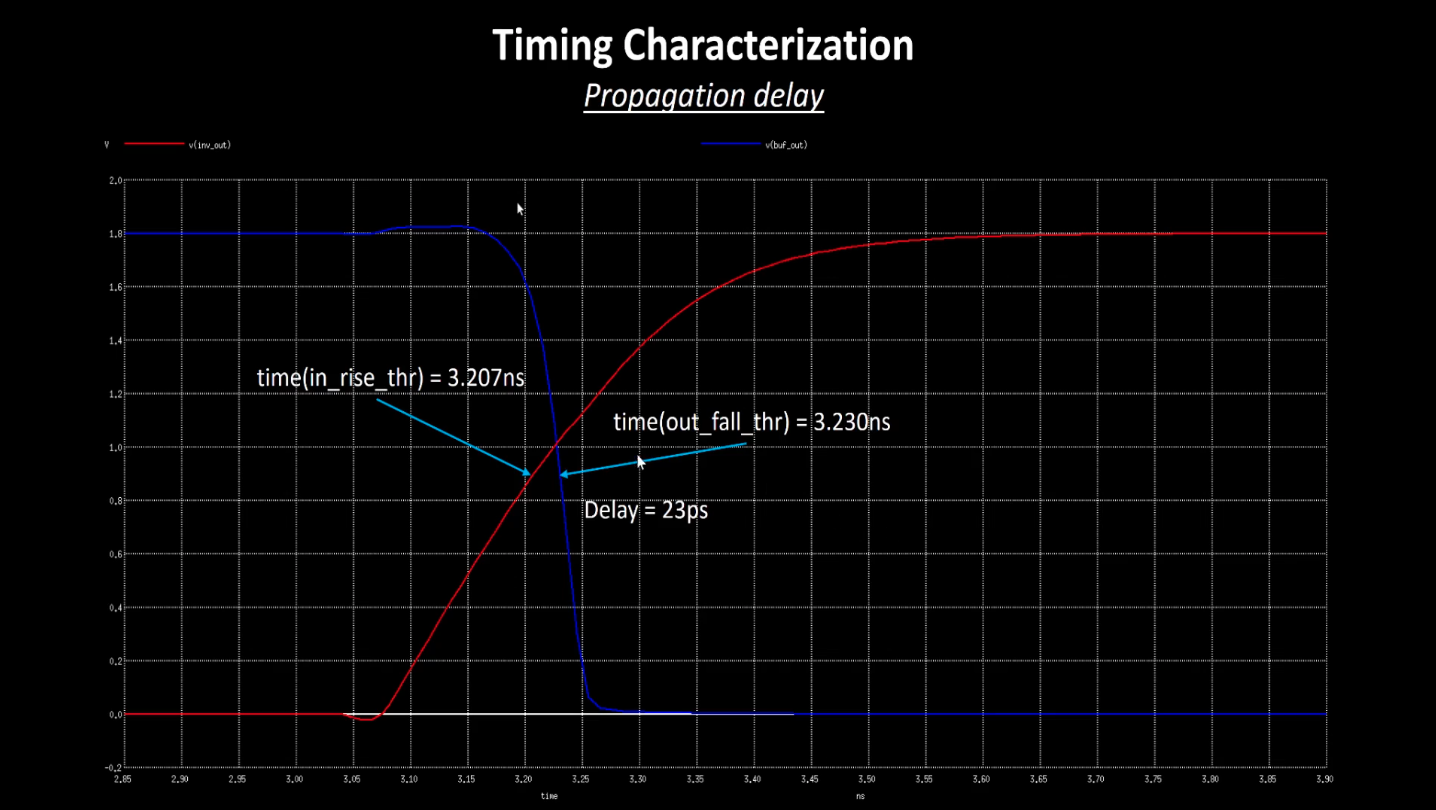 Timing Characterization
Propagation delay
V v(inv_out) v(buf_out)
2.0
1.8
1.6
1.4
time(in_rise_thr) = 3.207ns
1.2
time(out_fall_thr) = 3.230ns
1.0
0.8
Delay = 23ps
0.6
0.4
0.2
0.0
-0.2
2.85 2.90 2.95 3.00 3.05 3.10 3.15 3.20 3.25 3.30 3.35 3.40 3.45 3.50 3.55 3.60 3.65 3.70 3.75 3.80 3.85 3.90
time ns